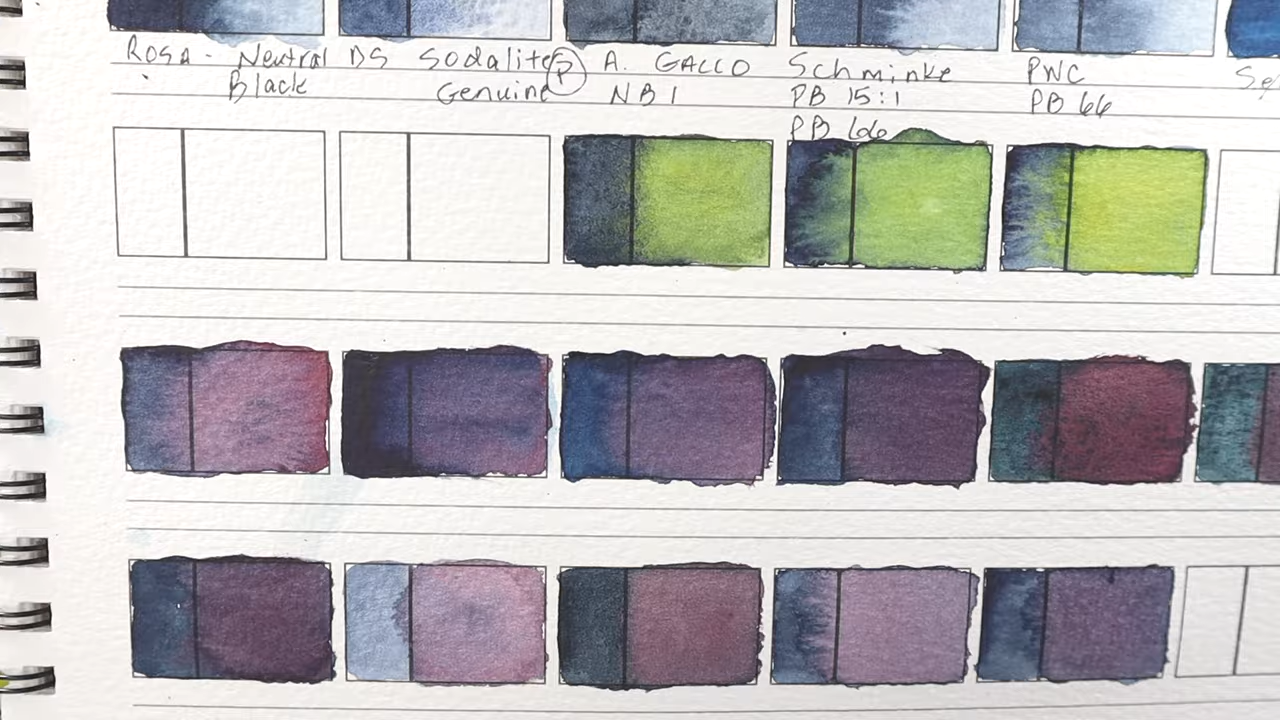 Rosa - Neutral
Black
DS Sodalite
Genuine
P
A. GALLO
NB1
Schminke
PB 15:1
PB 66
PWC
PB 66